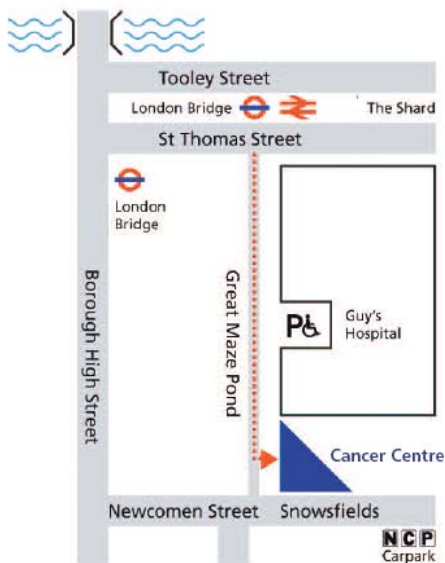 Tooley Street
London Bridge
The Shard
St Thomas Street
London
Bridge
Borough High Street
Great Maze Pond
P
Guy's
Hospital
Cancer Centre
Newcomen Street
Snowsfields
NCP
Carpark